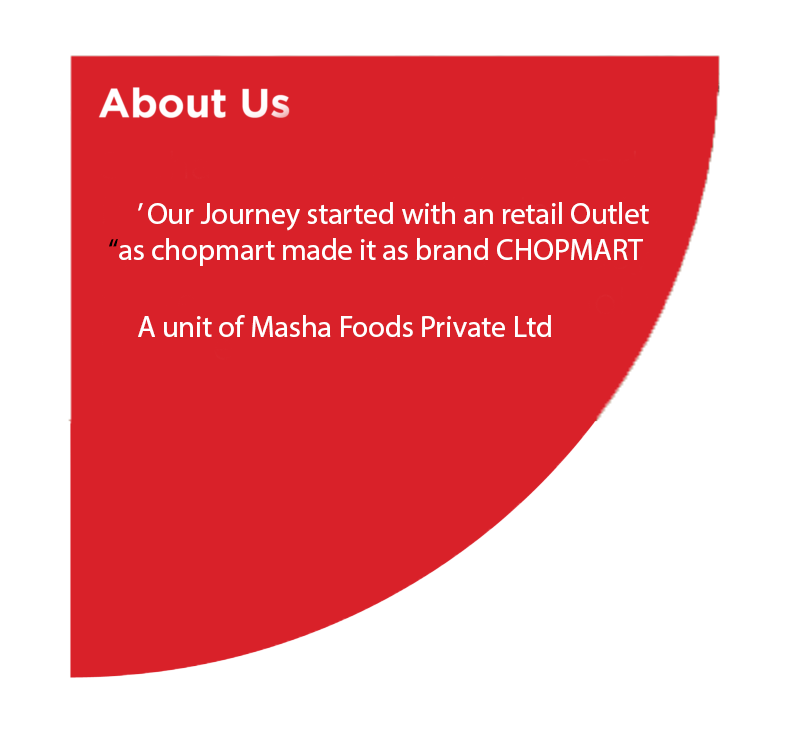 About Us
’ Our Journey started with an retail Outlet
“as chopmart made it as brand CHOPMART
A unit of Masha Foods Private Ltd